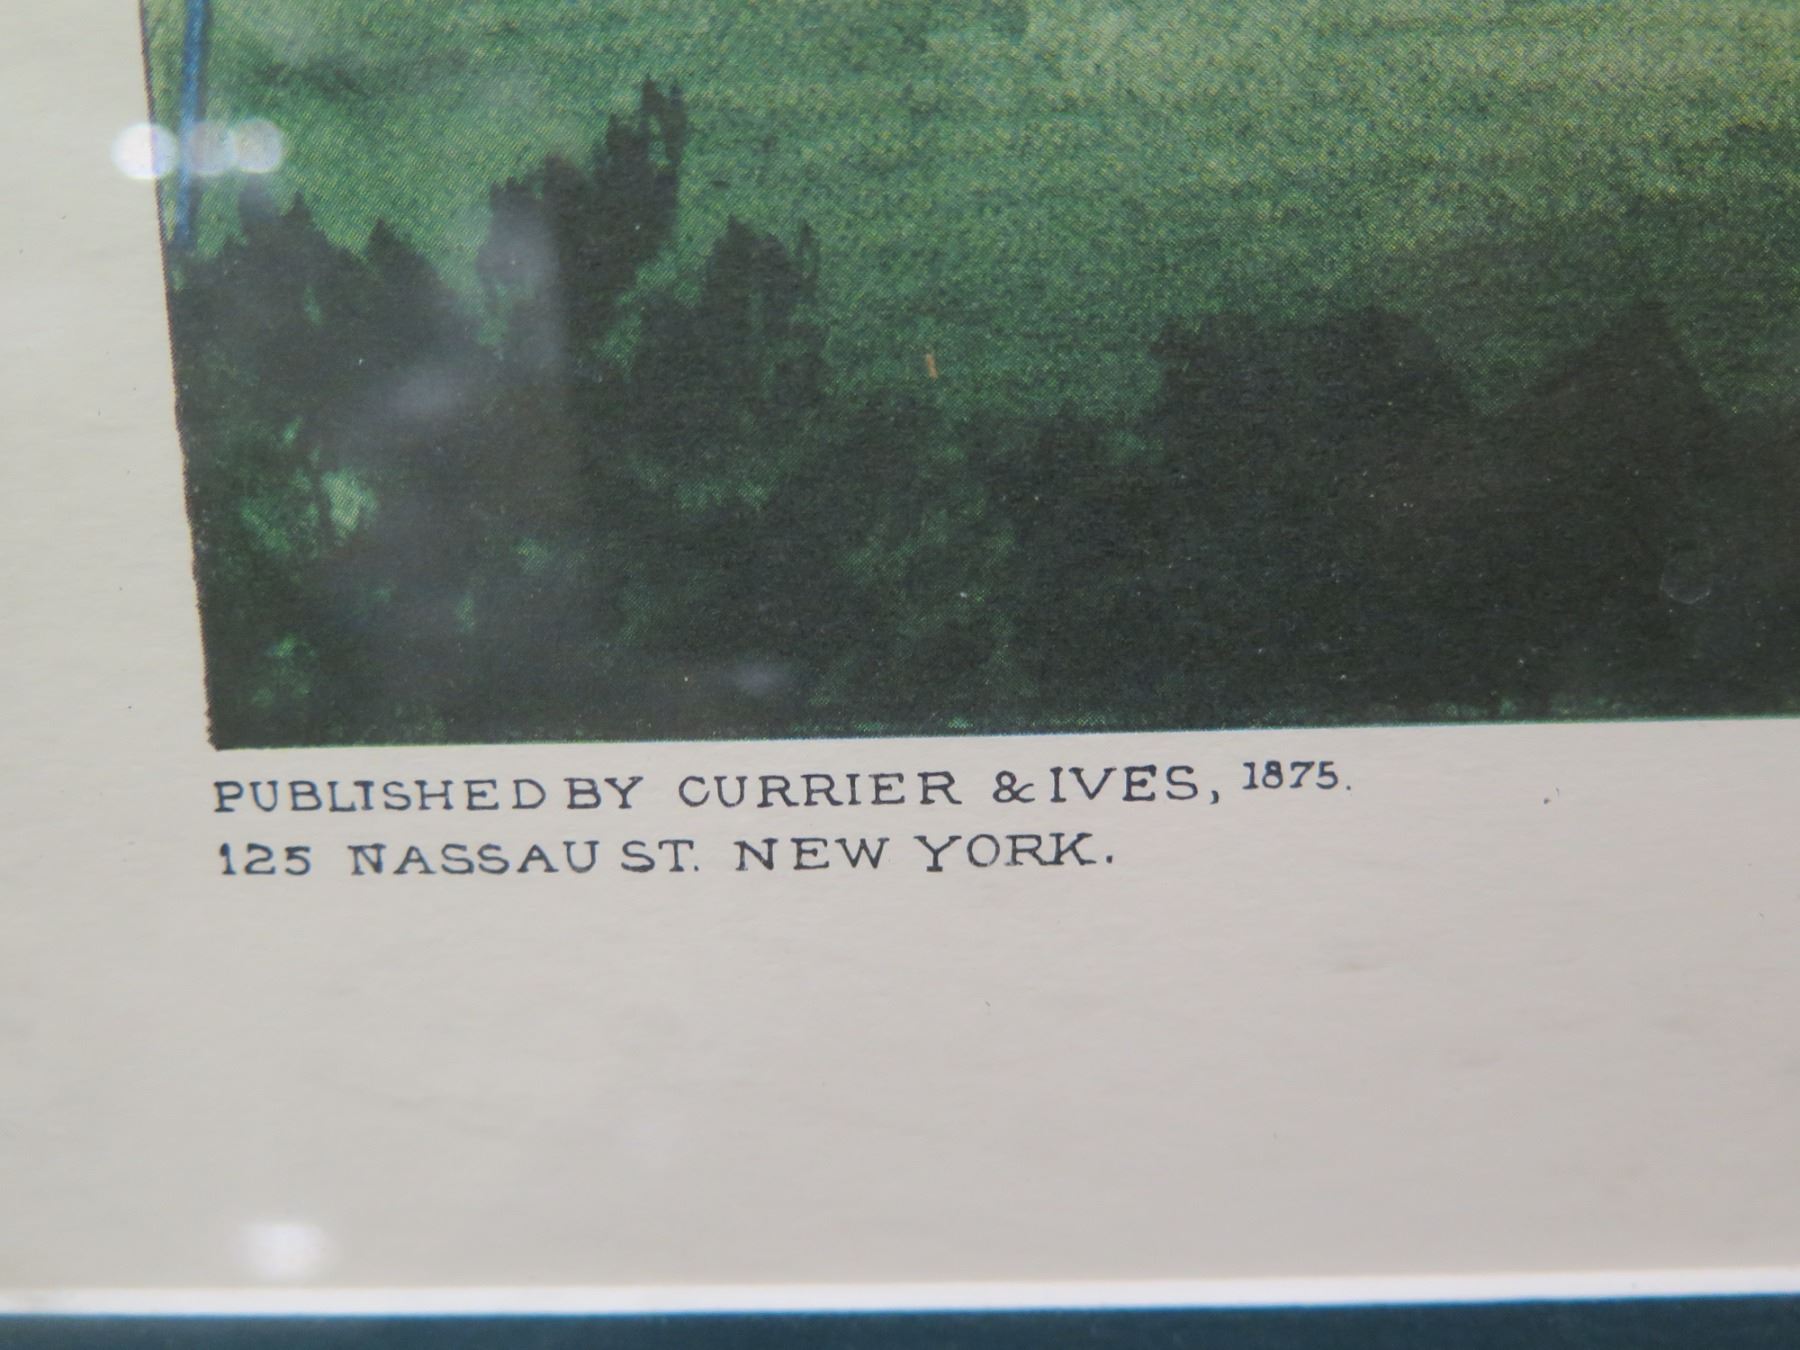 PUBLISHED BY CURRIER & IVES, 1875.
125 NASSAU ST. NEW YORK.